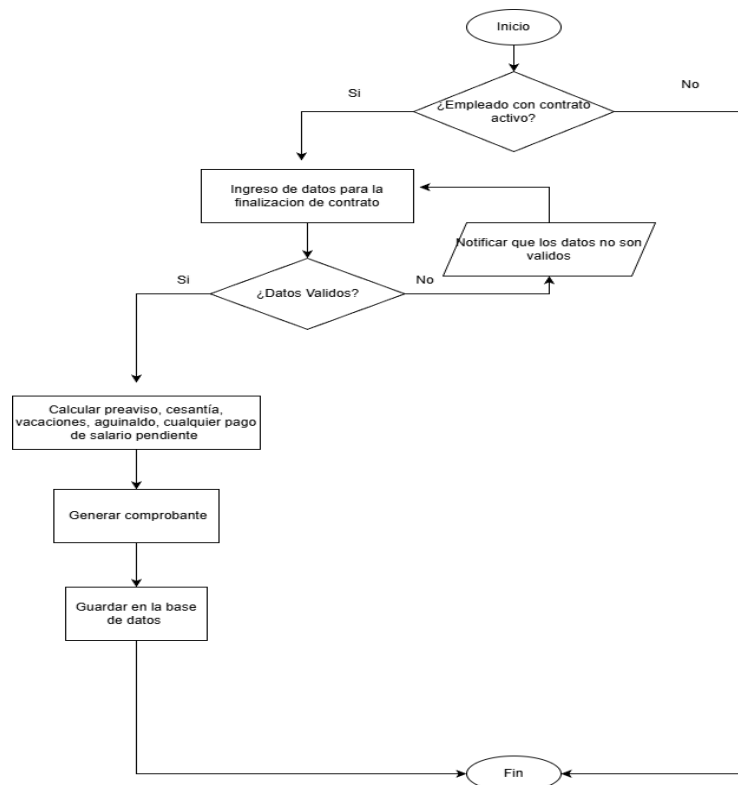 Inicio
¿Empleado con contrato
activo?
Si
No
Ingreso de datos para la
finalizacion de contrato
Notificar que los datos no son
validos
¿Datos Validos?
Si
No
Calcular preaviso, cesantía,
vacaciones, aguinaldo, cualquier pago
de salario pendiente
Generar comprobante
Guardar en la base
de datos
Fin